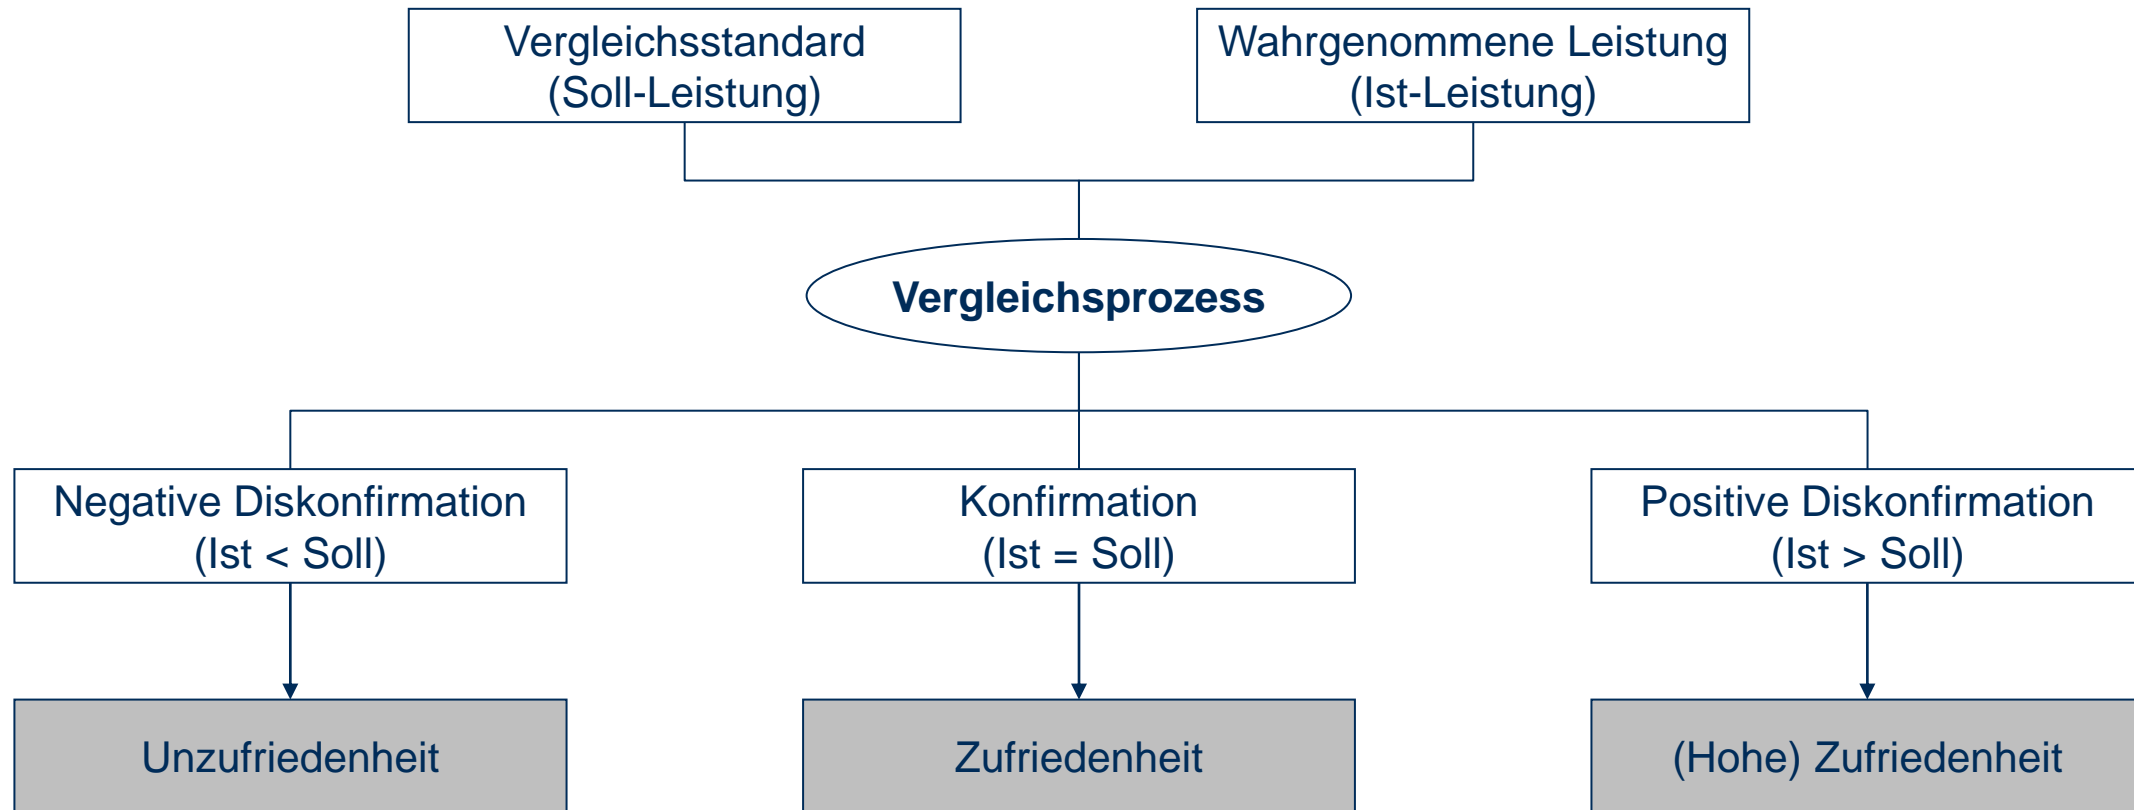 Vergleichsstandard
(Soll-Leistung)
Wahrgenommene Leistung
(Ist-Leistung)
Vergleichsprozess
Negative Diskonfirmation
(Ist < Soll)
Konfirmation
(Ist = Soll)
Positive Diskonfirmation
(Ist > Soll)
Unzufriedenheit
Zufriedenheit
(Hohe) Zufriedenheit